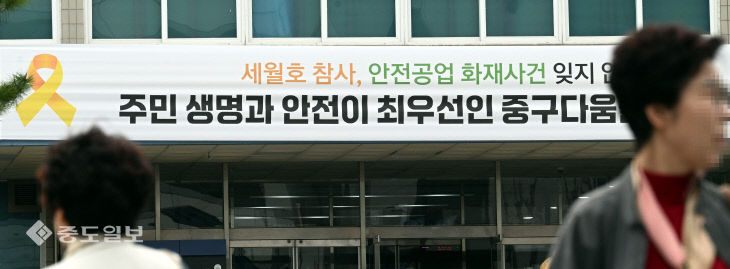 세월호 참사, 안전공업 화재사건 잊지
주민 생명과 안전이 최우선인 중구다움
중도일보